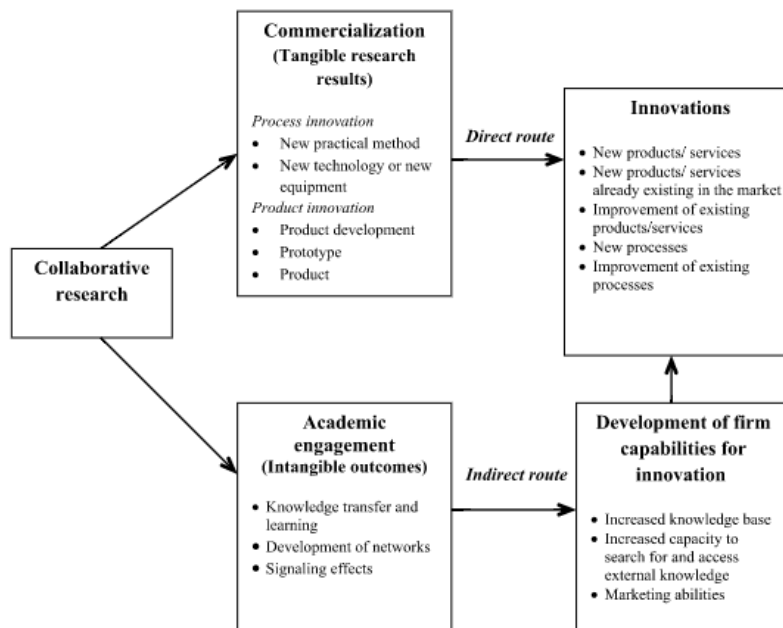 Commercialization
(Tangible research
results)
Process innovation
• New practical method
• New technology or new
equipment
Product innovation
• Product development
• Prototype
• Product
Direct route
Innovations
• New products/ services
• New products/ services
already existing in the market
• Improvement of existing
products/services
• New processes
• Improvement of existing
processes
Collaborative
research
Academic
engagement
(Intangible outcomes)
• Knowledge transfer and
learning
• Development of networks
• Signaling effects
Indirect route
Development of firm
capabilities for
innovation
• Increased knowledge base
• Increased capacity to
search for and access
external knowledge
• Marketing abilities